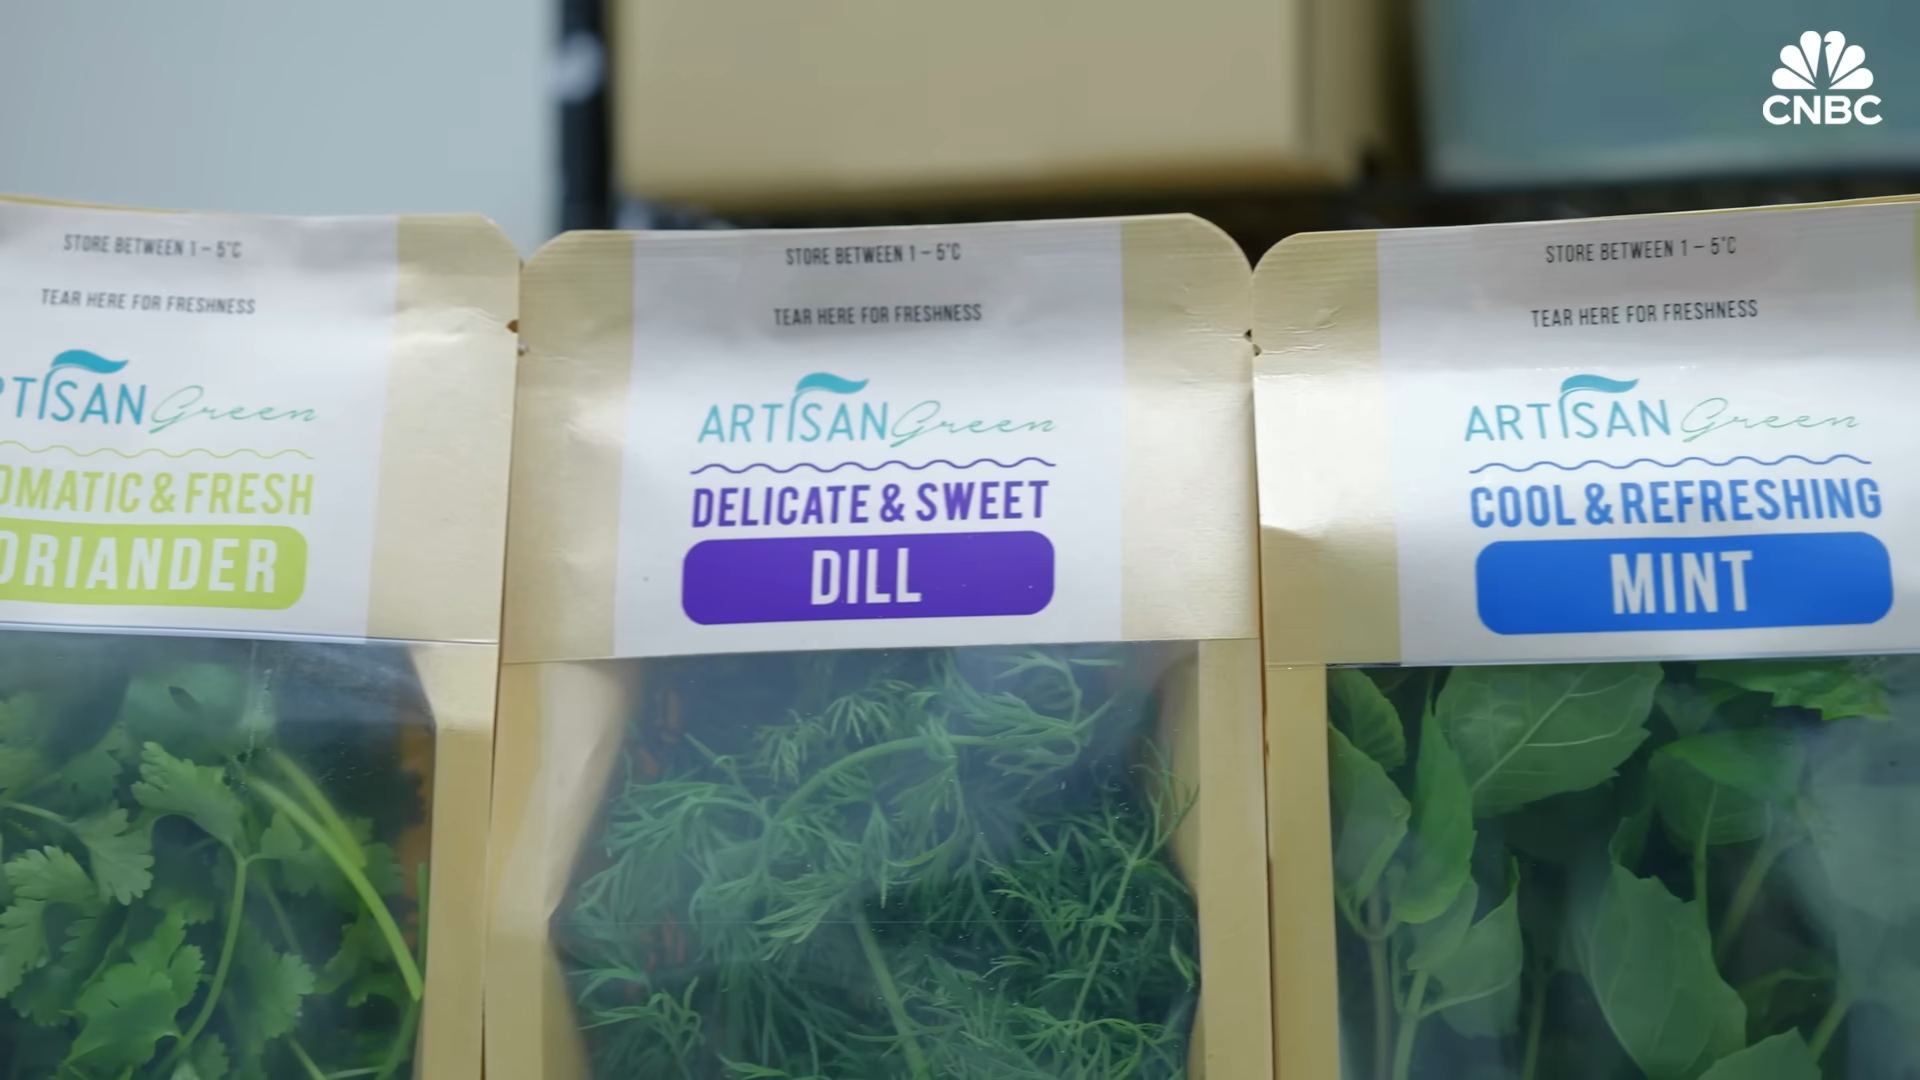 CNBC
STORE BETWEEN 1 – 5°C
TEAR HERE FOR FRESHNESS
RTISAN Green
OMATIC & FRESH
ORIANDER
STORE BETWEEN 1 – 5°C
TEAR HERE FOR FRESHNESS
ARTISAN Green
DELICATE & SWEET
DILL
STORE BETWEEN 1 – 5°C
TEAR HERE FOR FRESHNESS
ARTISAN Green
COOL & REFRESHING
MINT